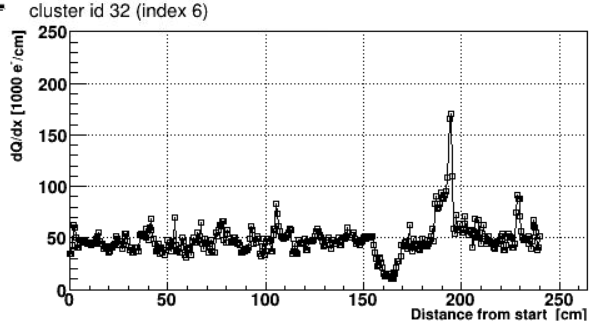 cluster id 32 (index 6)
dQ/dx [1000 e⁻/cm]
250
200
150
100
50
0
0 50 100 150 200 250
Distance from start [cm]